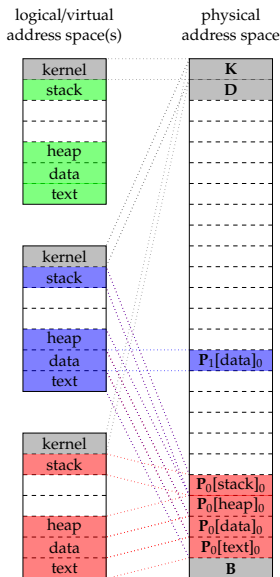 logical/virtual
address space(s)
physical
address space
kernel
stack
heap
data
text
kernel
stack
heap
data
text
kernel
stack
heap
data
text
K
D
P₁[data]₀
P₀[stack]₀
P₀[heap]₀
P₀[data]₀
P₀[text]₀
B